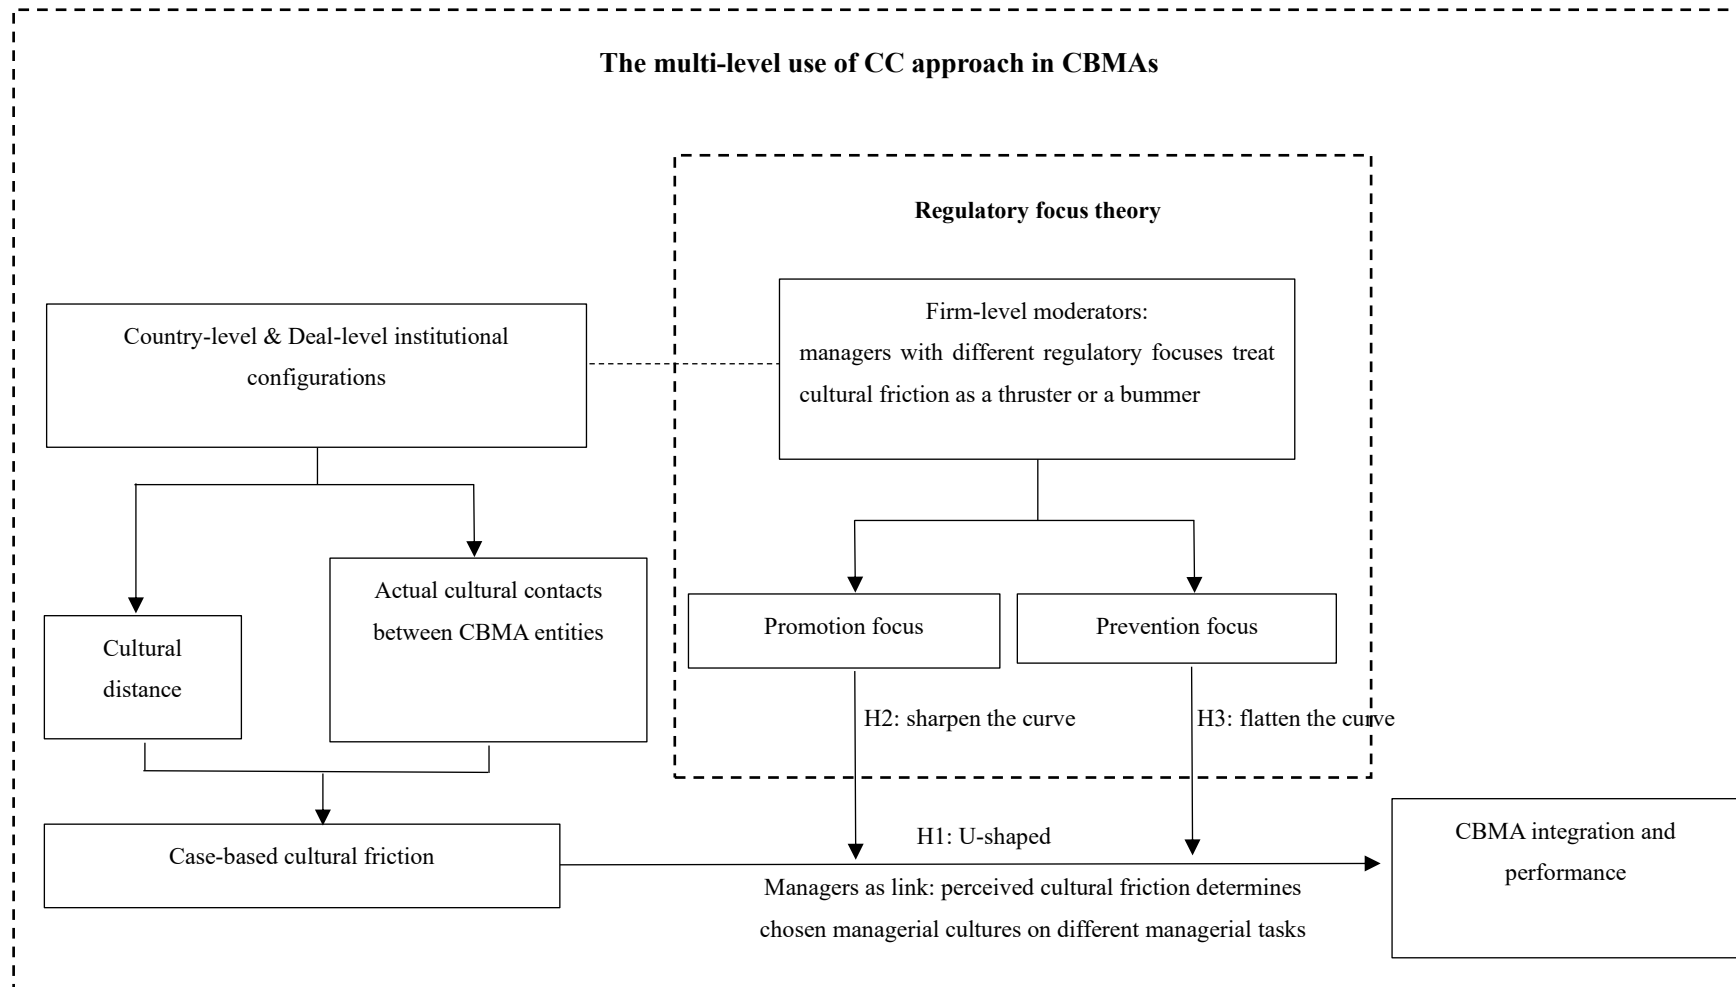 The multi-level use of CC approach in CBMAs
Regulatory focus theory
Country-level & Deal-level institutional
configurations
Firm-level moderators:
managers with different regulatory focuses treat
cultural friction as a thruster or a bummer
Actual cultural contacts
between CBMA entities
Cultural
distance
Promotion focus
Prevention focus
H2: sharpen the curve
H3: flatten the curve
Case-based cultural friction
H1: U-shaped
Managers as link: perceived cultural friction determines
chosen managerial cultures on different managerial tasks
CBMA integration and
performance